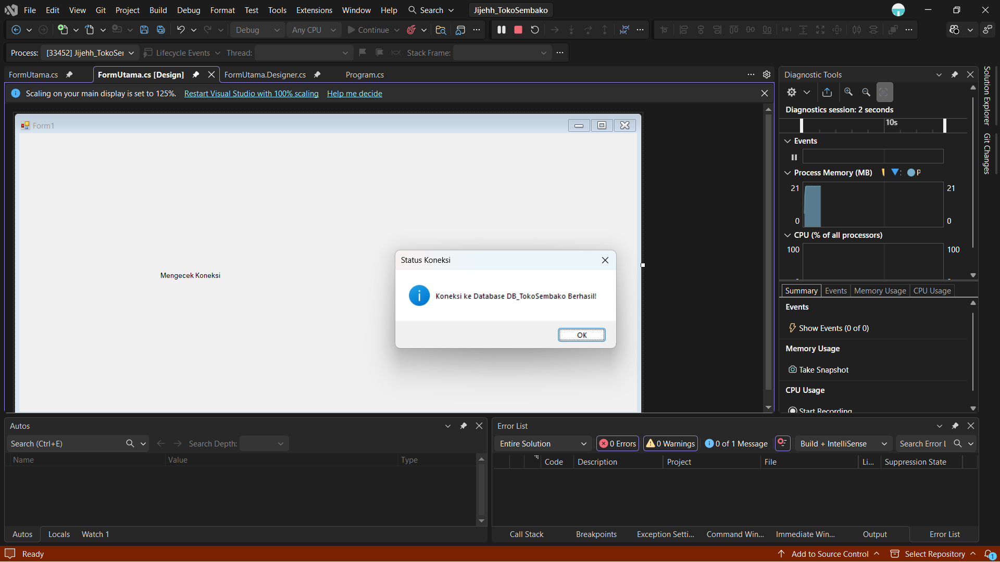 File Edit View Git Project Build Debug Format Test Tools Extensions Window Help Search Jijehh_TokoSembako
Debug Any CPU Continue
Process: [33452] Jijehh_TokoSer Lifecycle Events Thread: Stack Frame:
FormUtama.cs FormUtama.cs [Design] FormUtama.Designer.cs Program.cs
Scaling on your main display is set to 125%. Restart Visual Studio with 100% scaling Help me decide
Form1
Mengecek Koneksi
Status Koneksi
Koneksi ke Database DB_TokoSembako Berhasil!
OK
Diagnostic Tools
Diagnostics session: 2 seconds
10s
Events
Process Memory (MB) P
21 21
0 0
CPU (% of all processors)
100 100
Summary Events Memory Usage CPU Usage
Events
Show Events (0 of 0)
Memory Usage
Take Snapshot
CPU Usage
Start Recording
Solution Explorer
Git Changes
Autos
Search (Ctrl+E) Search Depth:
Name Value Type
Autos Locals Watch 1
Error List
Entire Solution 0 Errors 0 Warnings 0 of 1 Message Build + IntelliSense Search Error L
Code Description Project File Li... Suppression State
Call Stack Breakpoints Exception Setti... Command Win... Immediate Win... Output Error List
Ready Add to Source Control Select Repository 1